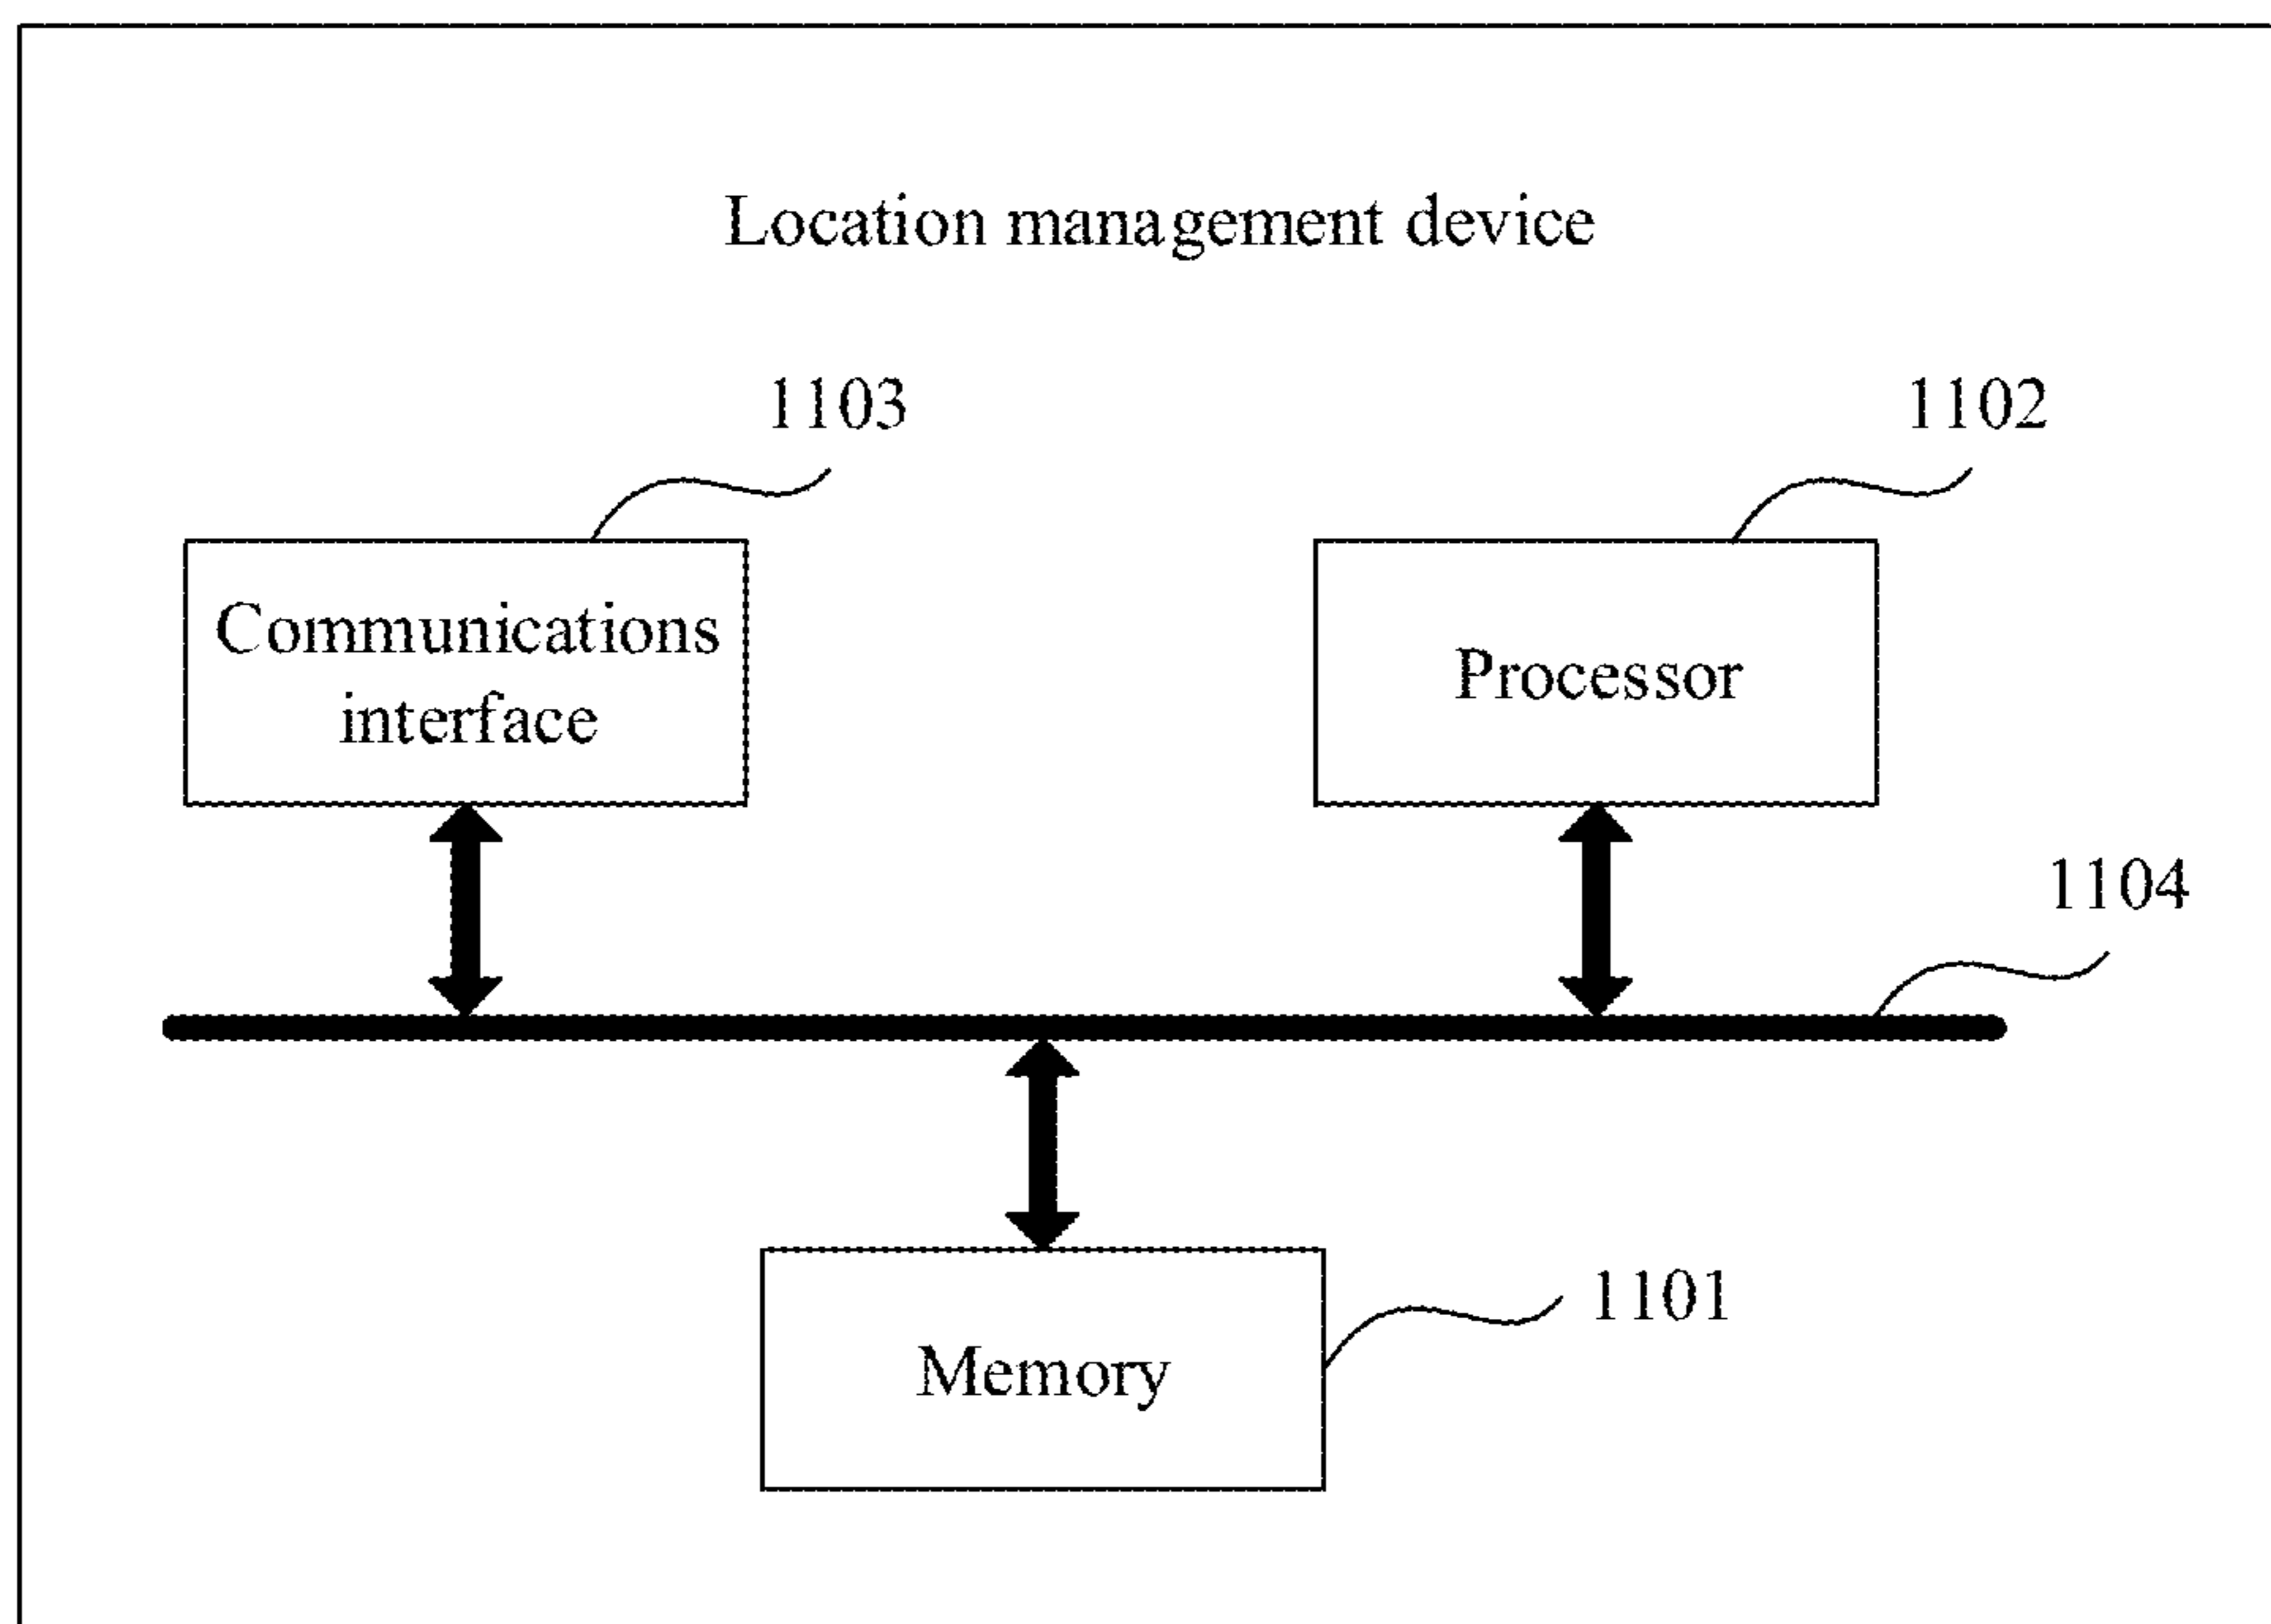 Location management device
1103
1102
Communications
interface
Processor
1104
1101
Memory